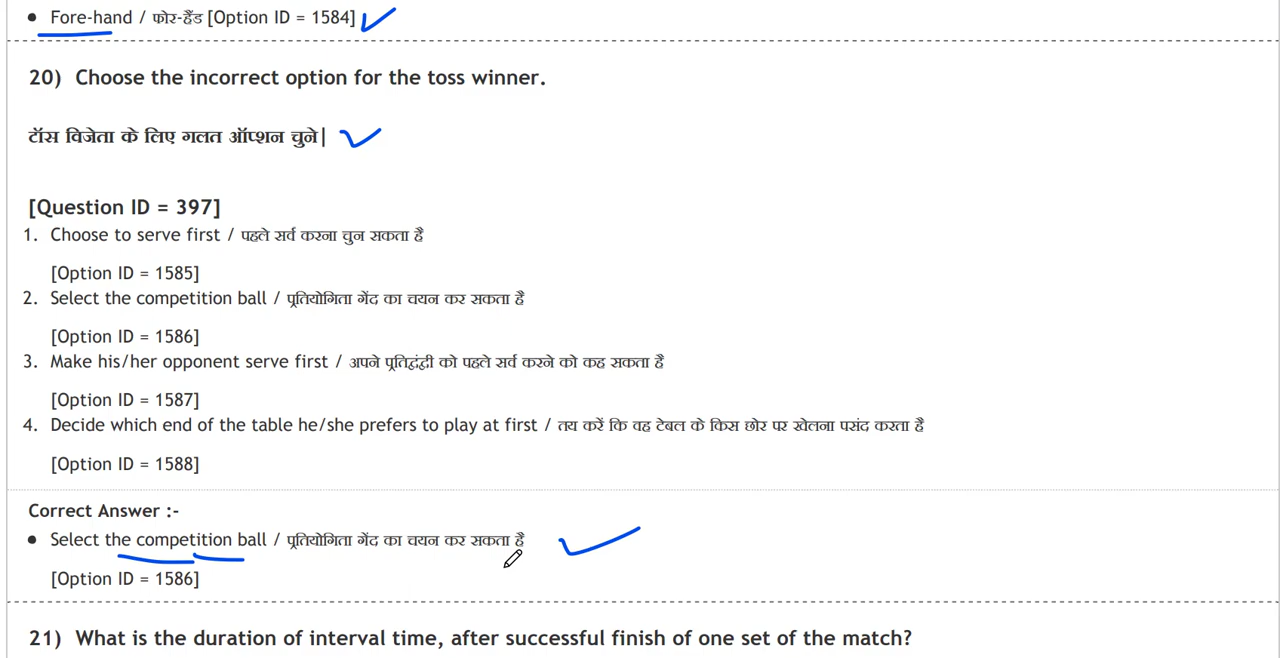 • Fore-hand / फोर-हैंड [Option ID = 1584]
20) Choose the incorrect option for the toss winner.
टॉस विजेता के लिए गलत ऑप्शन चुने|
[Question ID = 397]
1. Choose to serve first / पहले सर्व करना चुन सकता है
[Option ID = 1585]
2. Select the competition ball / प्रतियोगिता गेंद का चयन कर सकता है
[Option ID = 1586]
3. Make his/her opponent serve first / अपने प्रतिद्वंद्वी को पहले सर्व करने को कह सकता है
[Option ID = 1587]
4. Decide which end of the table he/she prefers to play at first / तय करें कि वह टेबल के किस छोर पर खेलना पसंद करता है
[Option ID = 1588]
Correct Answer :-
• Select the competition ball / प्रतियोगिता गेंद का चयन कर सकता है
[Option ID = 1586]
21) What is the duration of interval time, after successful finish of one set of the match?